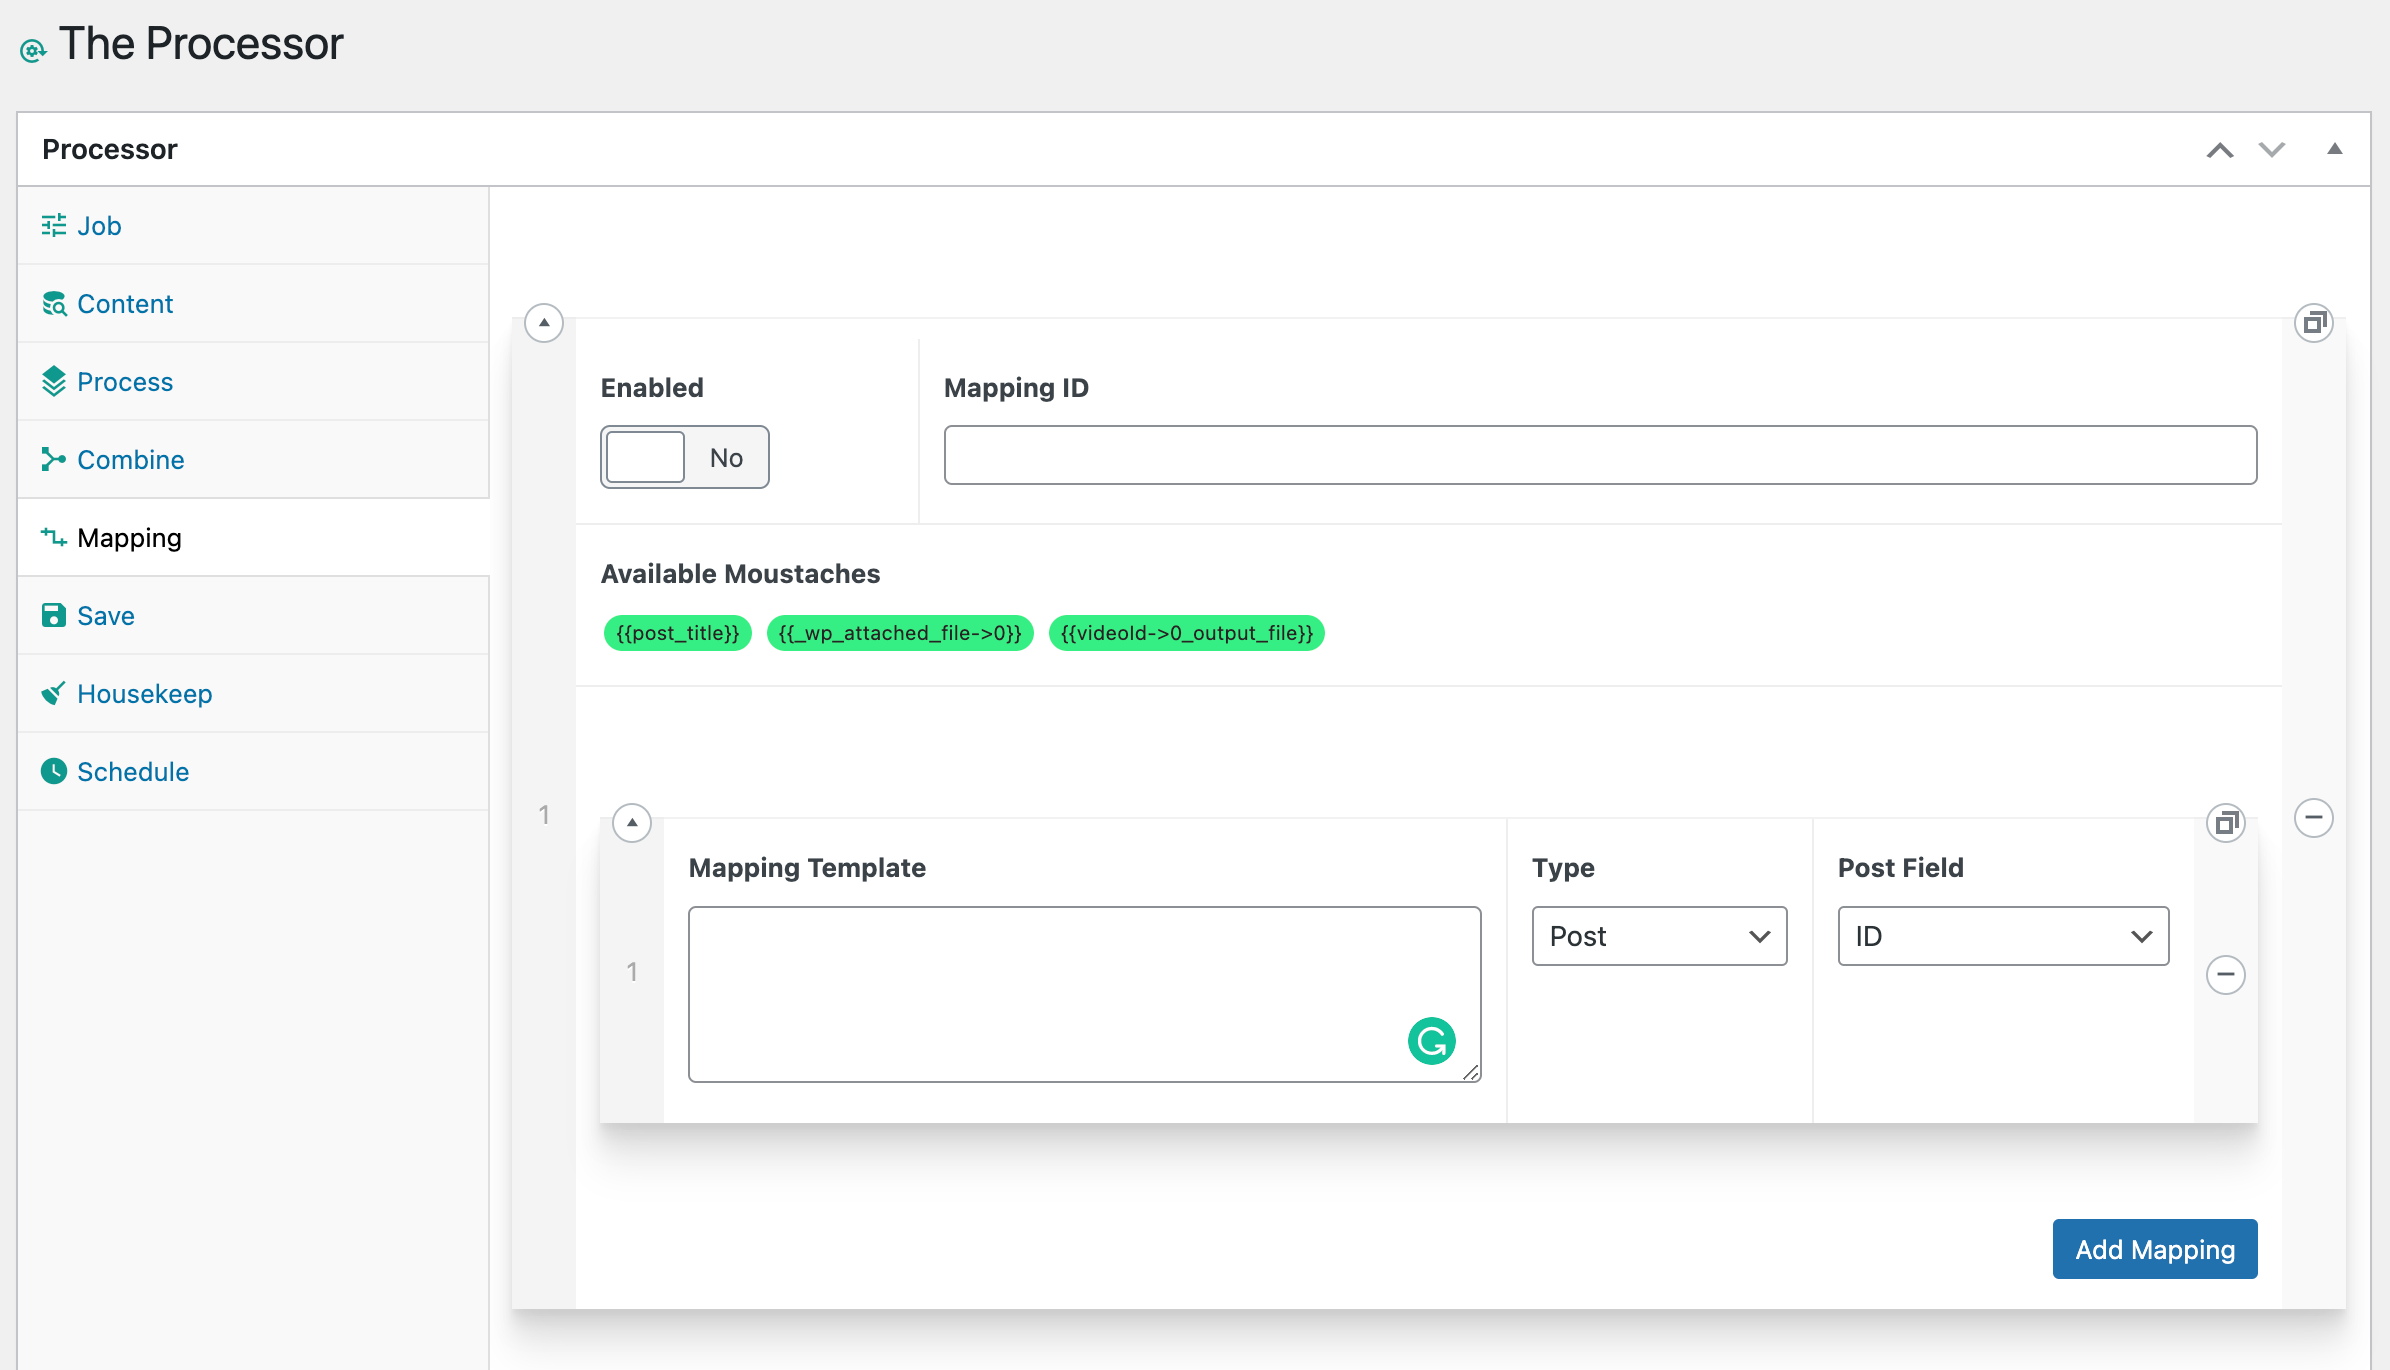 The Processor
Processor
Job
Content
Process
Combine
Mapping
Save
Housekeep
Schedule
Enabled
Mapping ID
No
Available Moustaches
{{post_title}} {{_wp_attached_file->0}} {{videoId->0_output_file}}
1
1
Mapping Template
Type
Post Field
Post
ID
Add Mapping